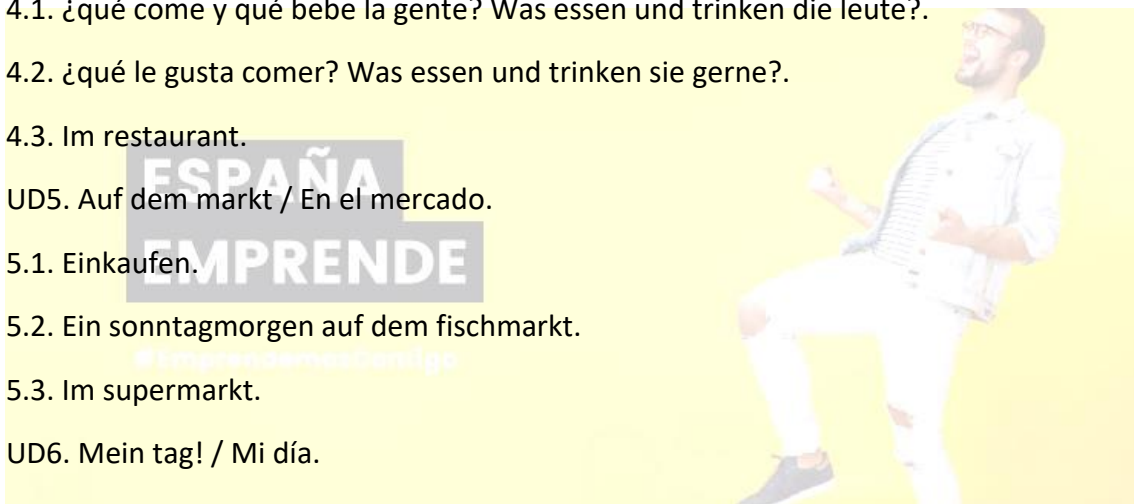 4.1. ¿qué come y qué bebe la gente? Was essen und trinken die leute?.
4.2. ¿qué le gusta comer? Was essen und trinken sie gerne?.
4.3. Im restaurant.
ESPAÑA
UD5. Auf dem markt / En el mercado.
EMPRENDE
5.1. Einkaufen.
5.2. Ein sonntagmorgen auf dem fischmarkt.
#EmprendemosContigo
5.3. Im supermarkt.
UD6. Mein tag! / Mi día.